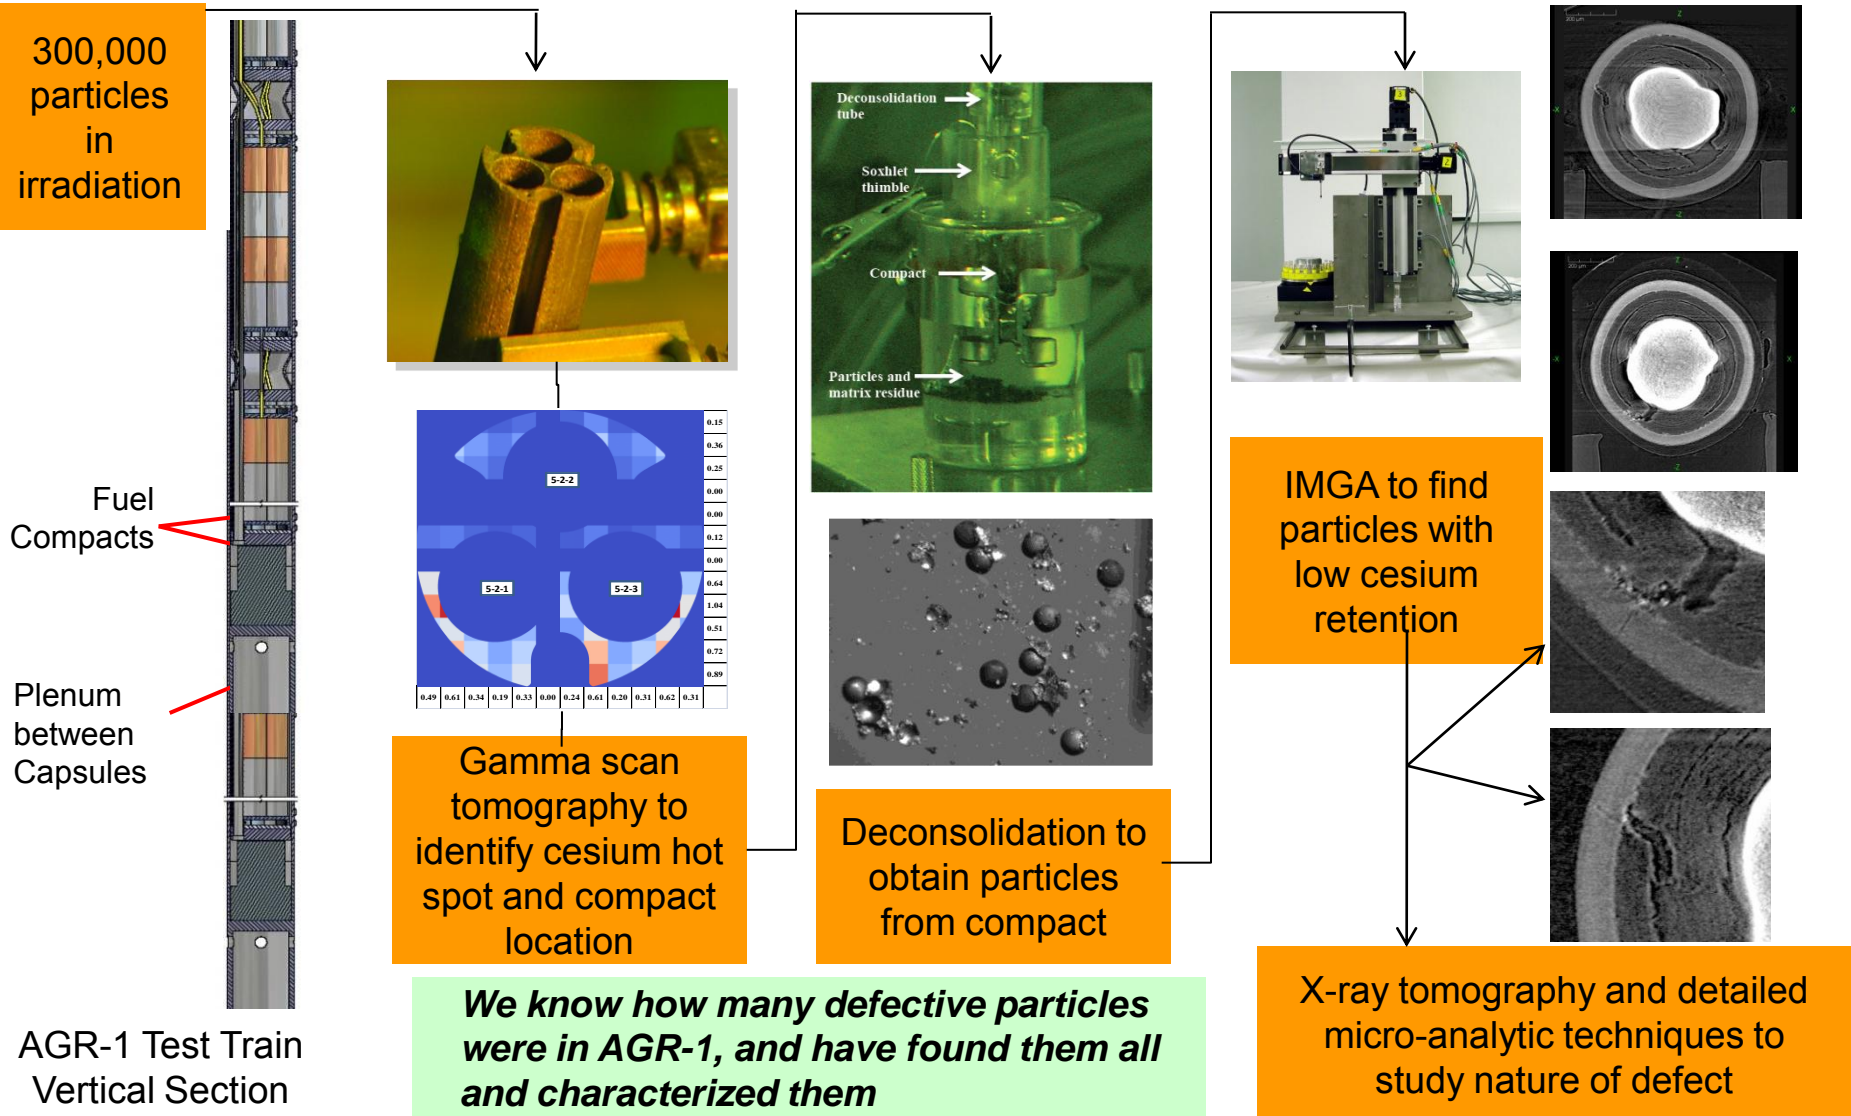 300,000
particles
in
irradiation
Fuel
Compacts
Plenum
between
Capsules
AGR-1 Test Train
Vertical Section
5-2-2
5-2-1
5-2-3
0.15
0.36
0.25
0.00
0.00
0.12
0.00
0.64
1.04
0.51
0.72
0.89
0.49 0.61 0.34 0.19 0.33 0.00 0.24 0.61 0.20 0.31 0.62 0.31
Gamma scan
tomography to
identify cesium hot
spot and compact
location
Deconsolidation
tube
Soxhlet
thimble
Compact
Particles and
matrix residue
Deconsolidation to
obtain particles
from compact
IMGA to find
particles with
low cesium
retention
200 µm
Z
-X
X
-Z
200 µm
Z
-X
X
-Z
X-ray tomography and detailed
micro-analytic techniques to
study nature of defect
We know how many defective particles
were in AGR-1, and have found them all
and characterized them